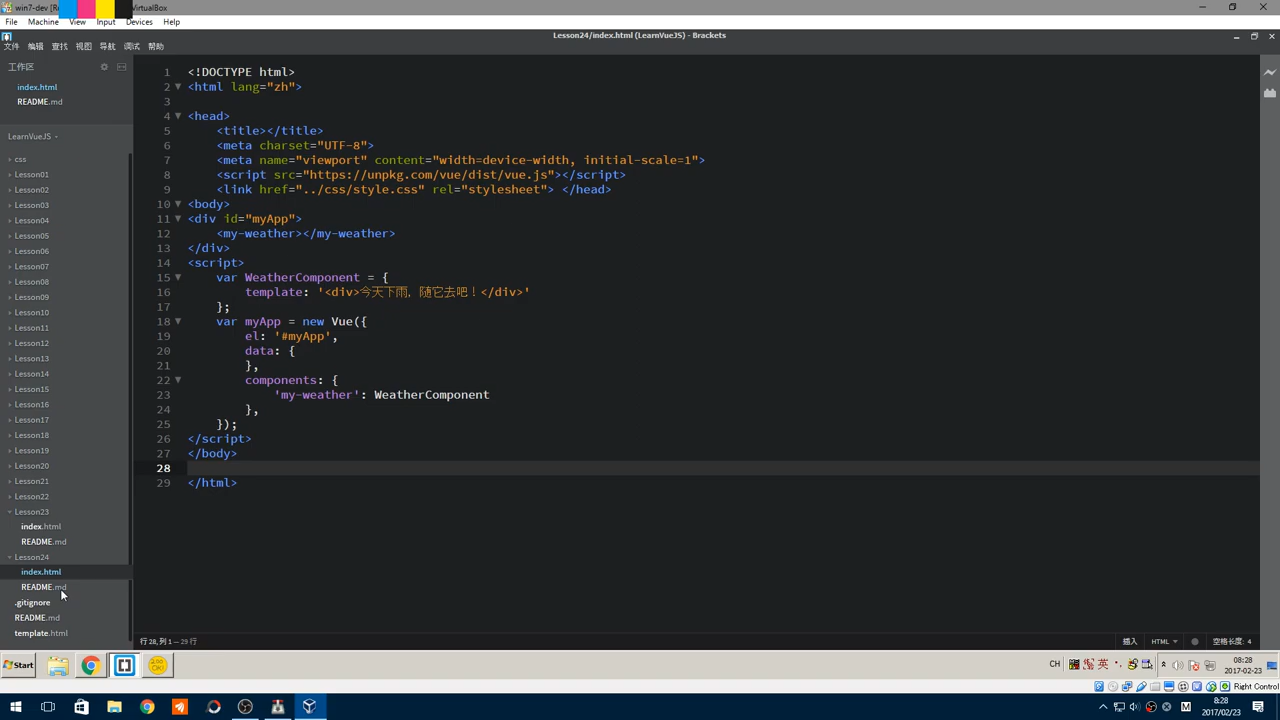 win7-dev [R
VirtualBox
File Machine View Input Devices Help
Lesson24/index.html (LearnVueJS) - Brackets
文件 编辑 查找 视图 导航 调试 帮助
工作区
index.html
README.md
LearnVueJS
css
Lesson01
Lesson02
Lesson03
Lesson04
Lesson05
Lesson06
Lesson07
Lesson08
Lesson09
Lesson10
Lesson11
Lesson12
Lesson13
Lesson14
Lesson15
Lesson16
Lesson17
Lesson18
Lesson19
Lesson20
Lesson21
Lesson22
Lesson23
index.html
README.md
Lesson24
index.html
README.md
.gitignore
README.md
template.html
1 <!DOCTYPE html>
2 <html lang="zh">
3
4 <head>
5 <title></title>
6 <meta charset="UTF-8">
7 <meta name="viewport" content="width=device-width, initial-scale=1">
8 <script src="https://unpkg.com/vue/dist/vue.js"></script>
9 <link href="../css/style.css" rel="stylesheet"> </head>
10 <body>
11 <div id="myApp">
12 <my-weather></my-weather>
13 </div>
14 <script>
15 var WeatherComponent = {
16 template: '<div>今天下雨，随它去吧！</div>'
17 };
18 var myApp = new Vue({
19 el: '#myApp',
20 data: {
21 },
22 components: {
23 'my-weather': WeatherComponent
24 },
25 });
26 </script>
27 </body>
28
29 </html>
行 28, 列 1 — 29 行
插入 HTML 空格长度: 4
Start
CH 英
08:28
2017-02-23
Right Control
M
8:28
2017/02/23